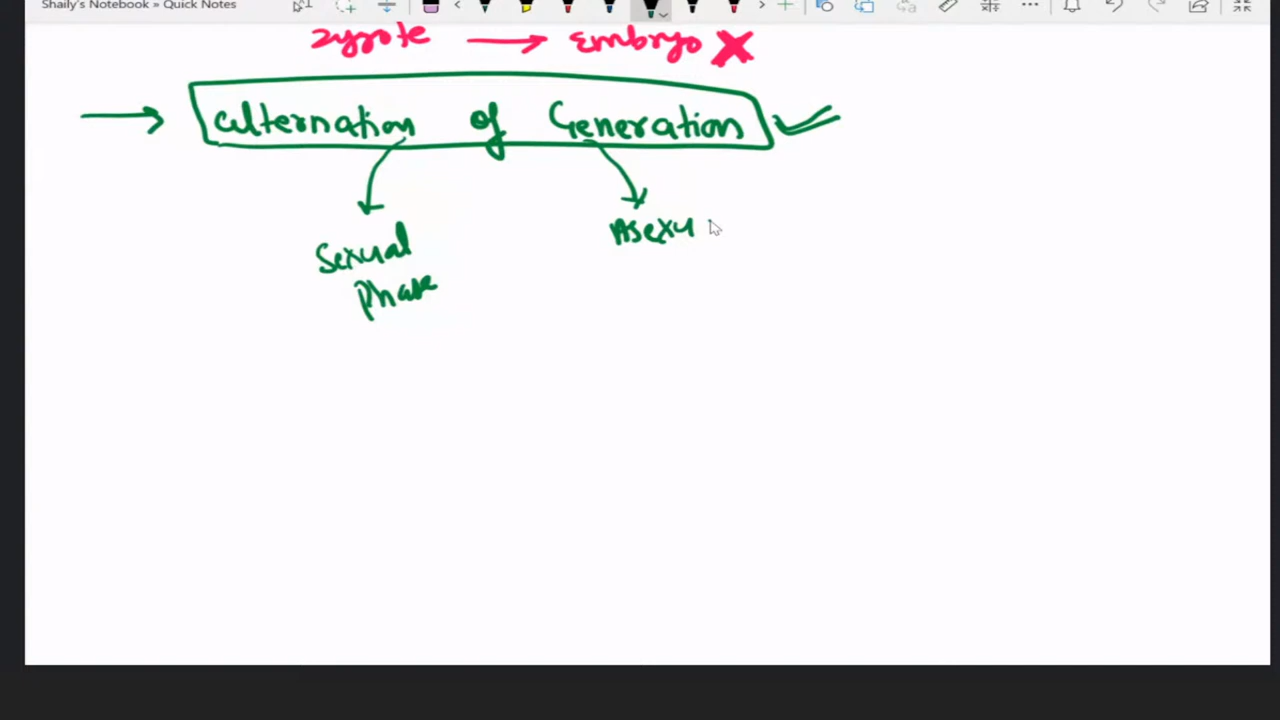 Shaily's Notebook » Quick Notes
zygote → Embryo ✗
→ alternation of Generation ✓
Sexual Asexu
Phase